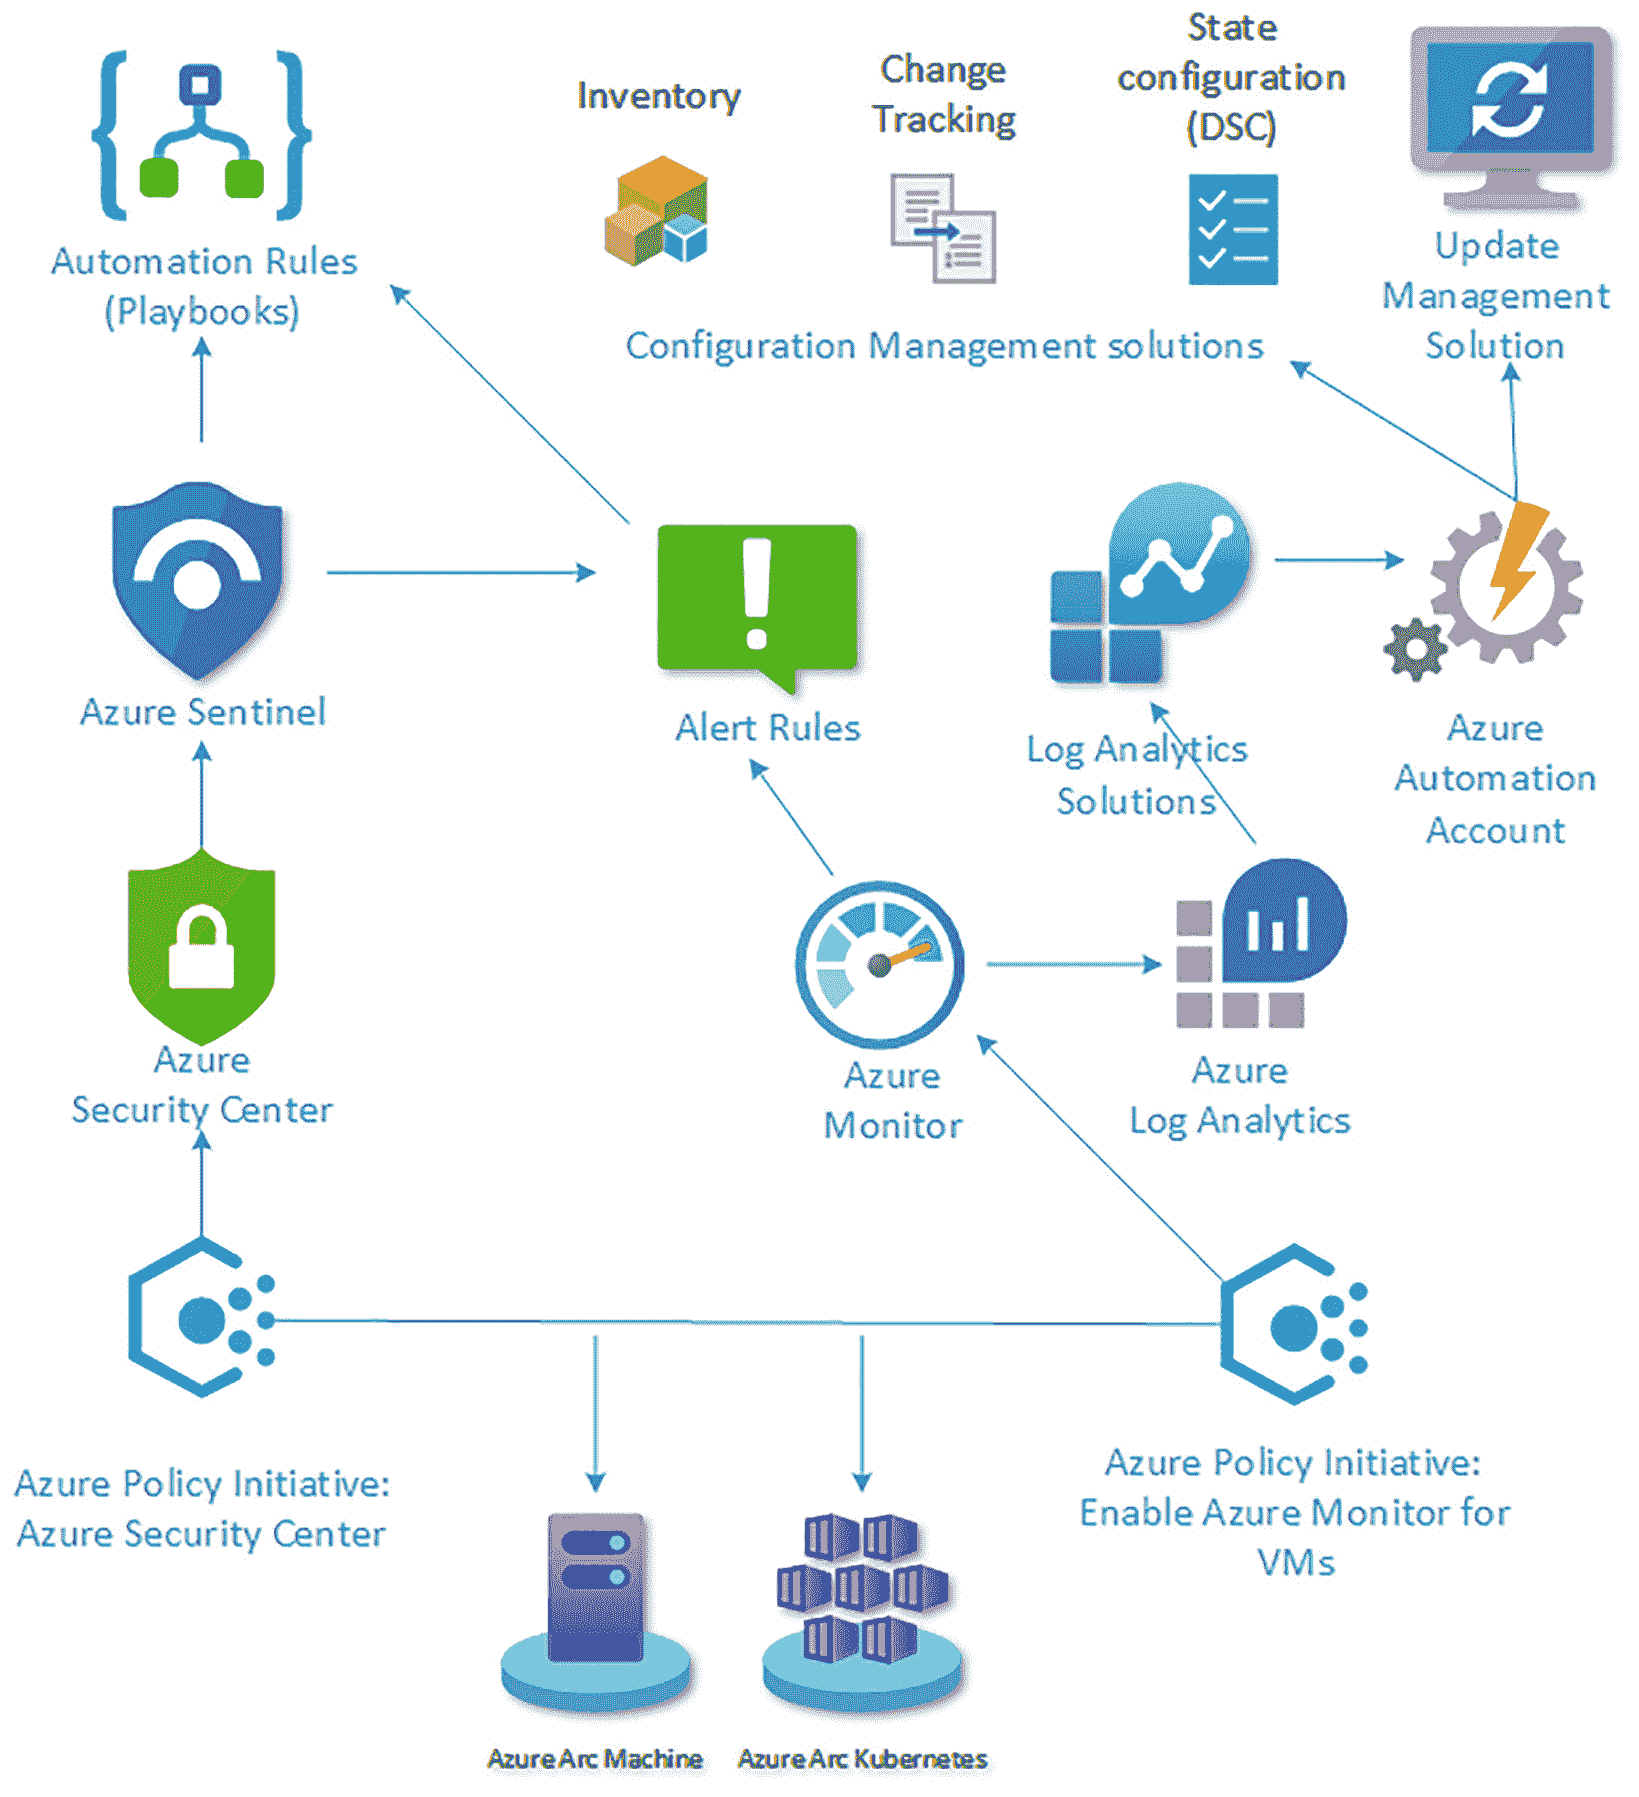 State
configuration
(DSC)
Change
Tracking
Inventory
Automation Rules
(Playbooks)
Update
Management
Solution
Configuration Management solutions
Azure Sentinel
Alert Rules
Log Analytics
Solutions
Azure
Automation
Account
Azure
Security Center
Azure
Monitor
Azure
Log Analytics
Azure Policy Initiative:
Azure Security Center
Azure Policy Initiative:
Enable Azure Monitor for
VMs
Azure Arc Machine
Azure Arc Kubernetes